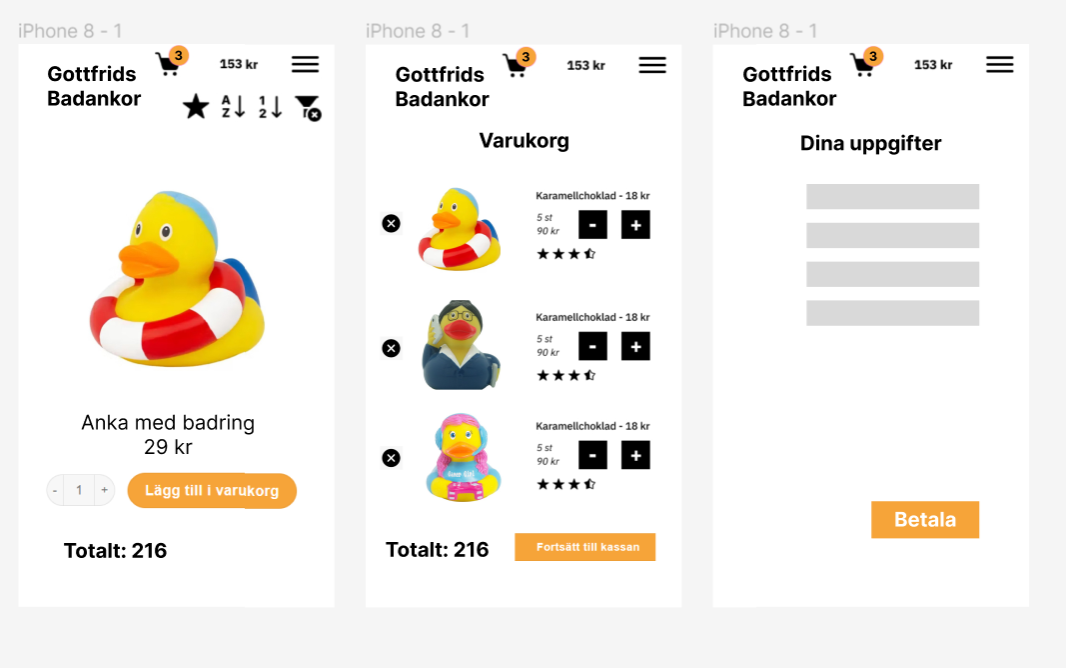 iPhone 8 - 1
3
153 kr
Gottfrids
Badankor
A
Z
1
2
Anka med badring
29 kr
- 1 +
Lägg till i varukorg
Totalt: 216
iPhone 8 - 1
3
153 kr
Gottfrids
Badankor
Varukorg
Karamellchoklad - 18 kr
5 st
90 kr
- +
Karamellchoklad - 18 kr
5 st
90 kr
- +
Karamellchoklad - 18 kr
5 st
90 kr
- +
Totalt: 216
Fortsätt till kassan
iPhone 8 - 1
3
153 kr
Gottfrids
Badankor
Dina uppgifter
Betala